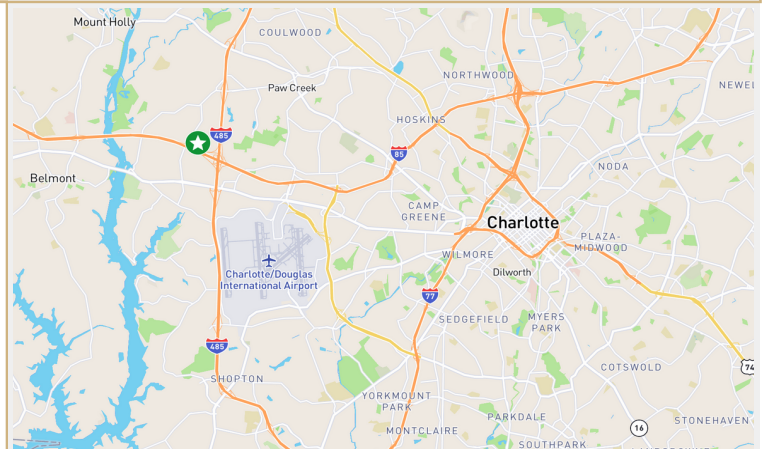 Mount Holly
COULWOOD
NORTHWOOD
Paw Creek
HOSKINS
485
85
NODA
Belmont
CAMP
GREENE
Charlotte
PLAZA-
MIDWOOD
WILMORE
Dilworth
Charlotte/Douglas
International Airport
77
SEDGEFIELD
MYERS
PARK
485
COTSWOLD
74
SHOPTON
YORKMOUNT
PARK
PARKDALE
STONEHAVEN
16
MONTCLAIRE
SOUTHPARK